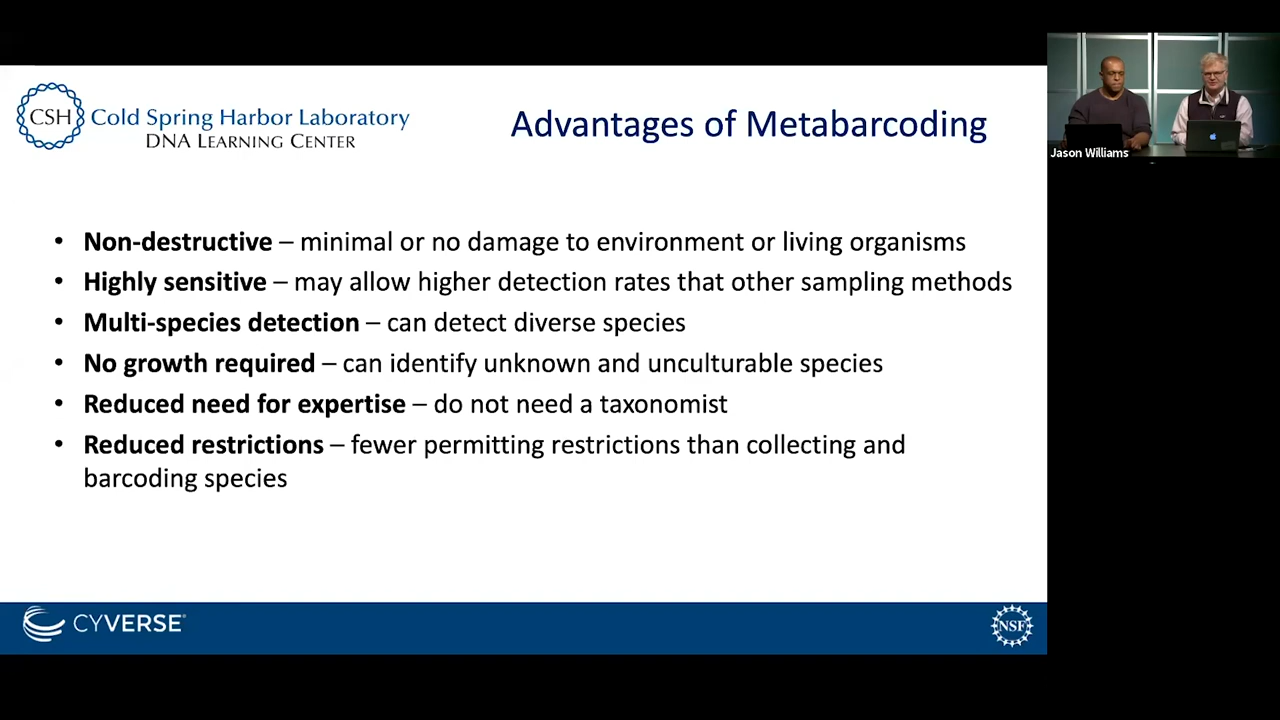 CSH Cold Spring Harbor Laboratory
DNA LEARNING CENTER
Advantages of Metabarcoding
Jason Williams
• Non-destructive – minimal or no damage to environment or living organisms
• Highly sensitive – may allow higher detection rates that other sampling methods
• Multi-species detection – can detect diverse species
• No growth required – can identify unknown and unculturable species
• Reduced need for expertise – do not need a taxonomist
• Reduced restrictions – fewer permitting restrictions than collecting and
barcoding species
CYVERSE®
NSF